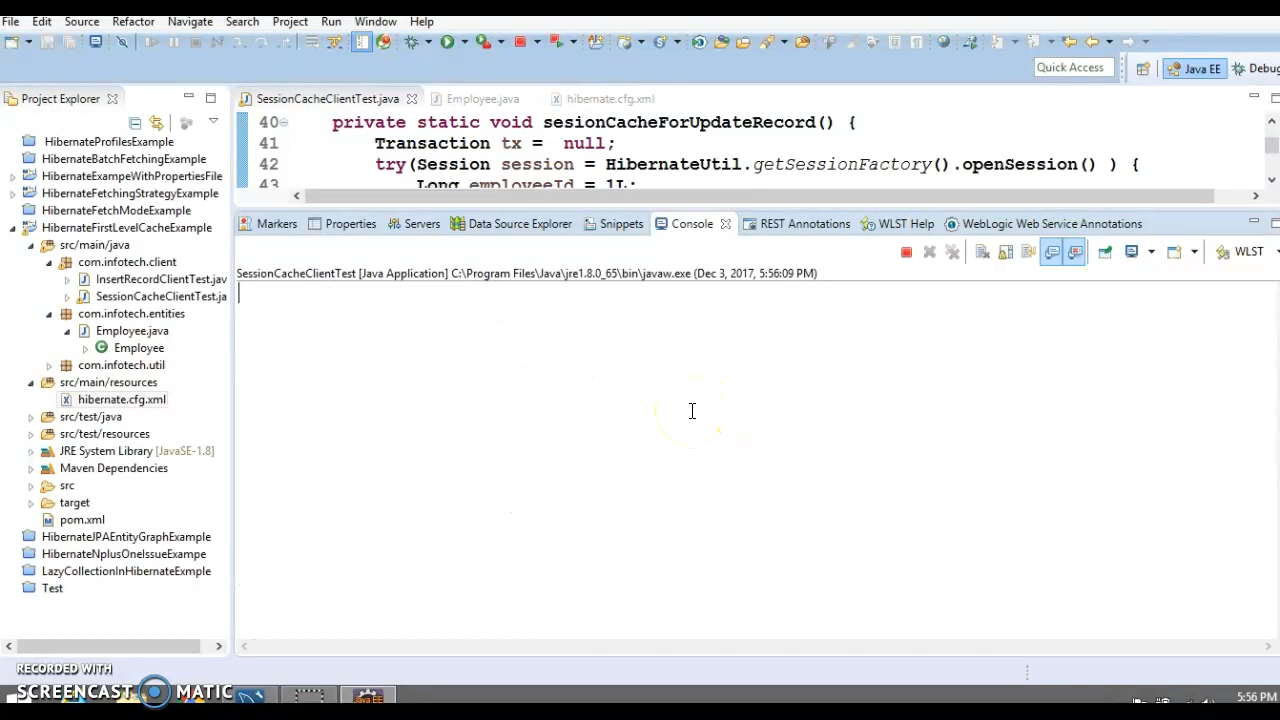 File Edit Source Refactor Navigate Search Project Run Window Help
Quick Access Java EE Debug
Project Explorer
SessionCacheClientTest.java Employee.java hibernate.cfg.xml
40 private static void sesionCacheForUpdateRecord() {
41 Transaction tx = null;
42 try(Session session = HibernateUtil.getSessionFactory().openSession() ) {
43 Long employeeId = 1L;
Markers Properties Servers Data Source Explorer Snippets Console REST Annotations WLST Help WebLogic Web Service Annotations
WLST
SessionCacheClientTest [Java Application] C:\Program Files\Java\jre1.8.0_65\bin\javaw.exe (Dec 3, 2017, 5:56:09 PM)
HibernateProfilesExample
HibernateBatchFetchingExample
HibernateExampeWithPropertiesFile
HibernateFetchingStrategyExample
HibernateFetchModeExample
HibernateFirstLevelCacheExample
src/main/java
com.infotech.client
InsertRecordClientTest.jav
SessionCacheClientTest.ja
com.infotech.entities
Employee.java
Employee
com.infotech.util
src/main/resources
hibernate.cfg.xml
src/test/java
src/test/resources
JRE System Library [JavaSE-1.8]
Maven Dependencies
src
target
pom.xml
HibernateJPAEntityGraphExample
HibernateNplusOneIssueExampe
LazyCollectionInHibernateExmple
Test
RECORDED WITH
SCREENCAST MATIC
Java EE
5:56 PM